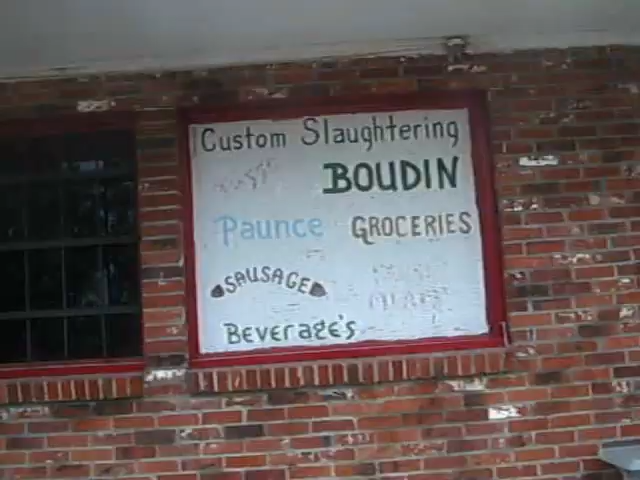 Custom Slaughtering
BOUDIN
Paunce GROCERIES
SAUSAGE
Beverage's